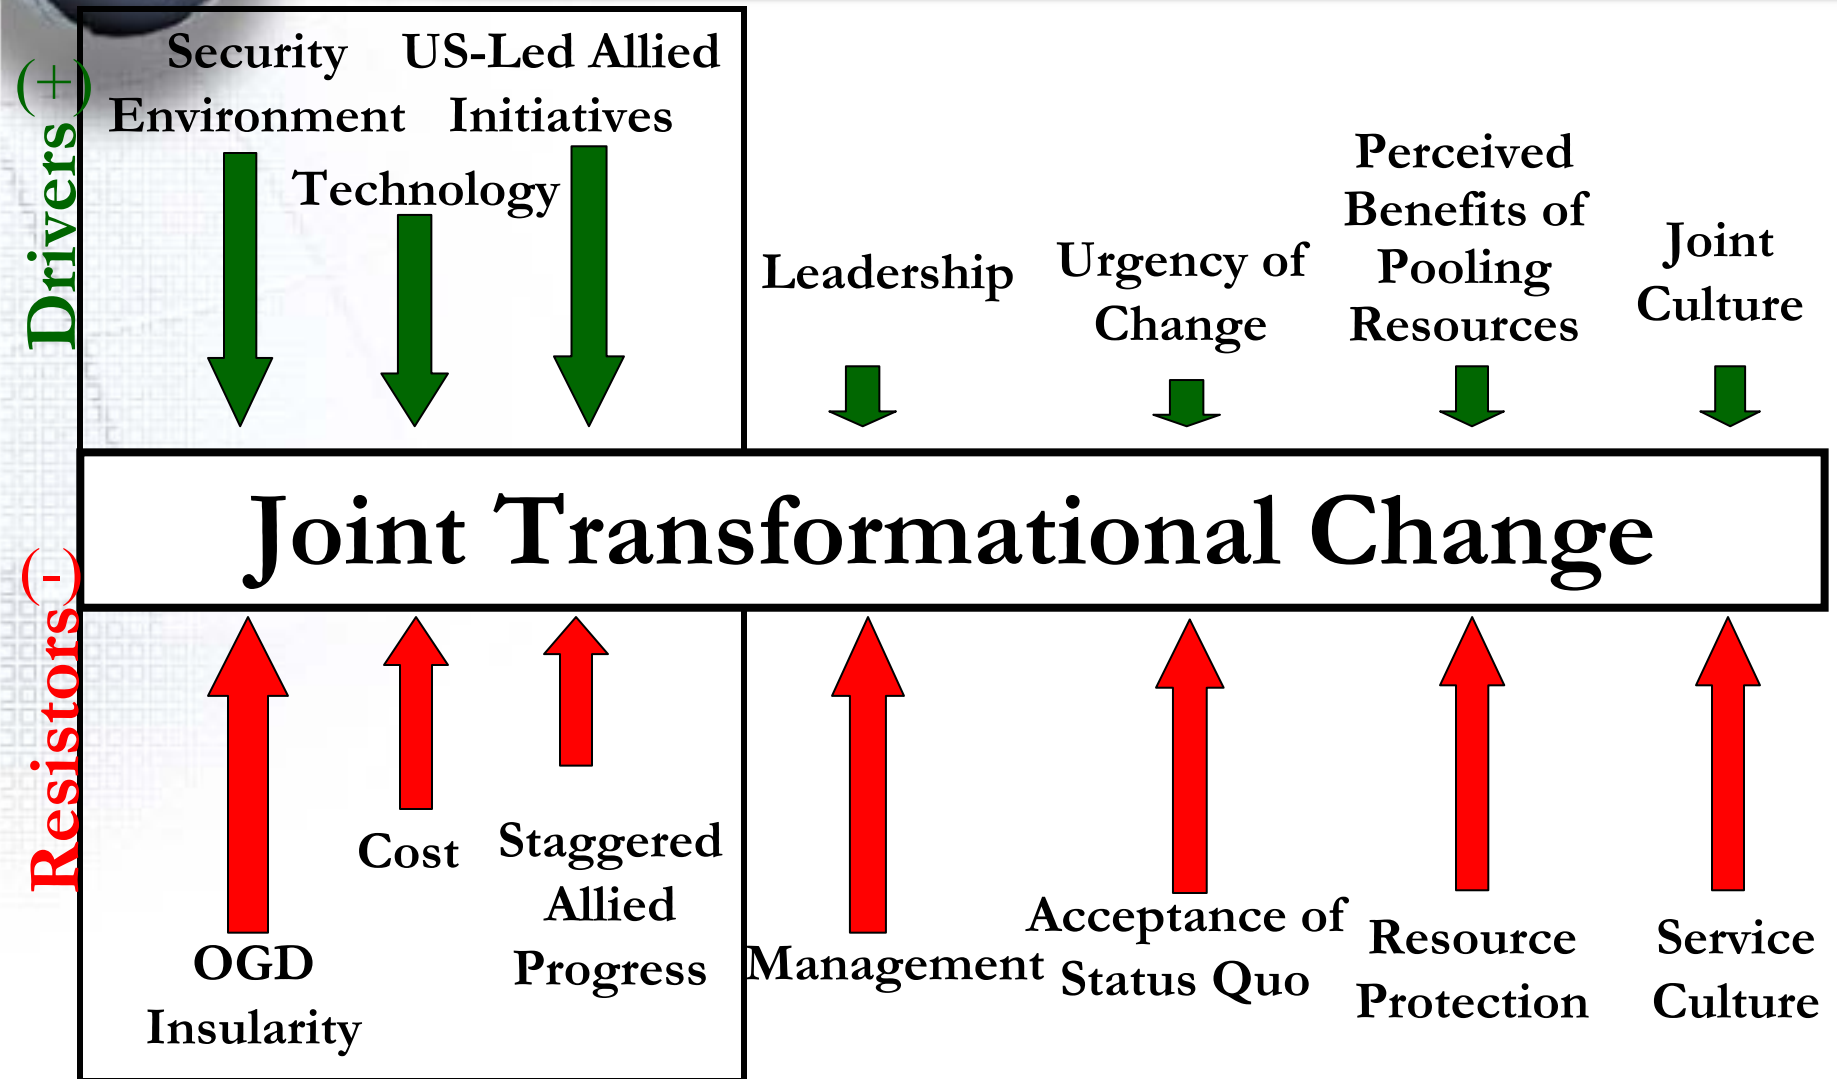 Drivers (+)
Security
Environment
US-Led Allied
Initiatives
Technology
Leadership
Urgency of
Change
Perceived
Benefits of
Pooling
Resources
Joint
Culture
Joint Transformational Change
Resistors (-)
OGD
Insularity
Cost
Staggered
Allied
Progress
Management
Acceptance of
Status Quo
Resource
Protection
Service
Culture